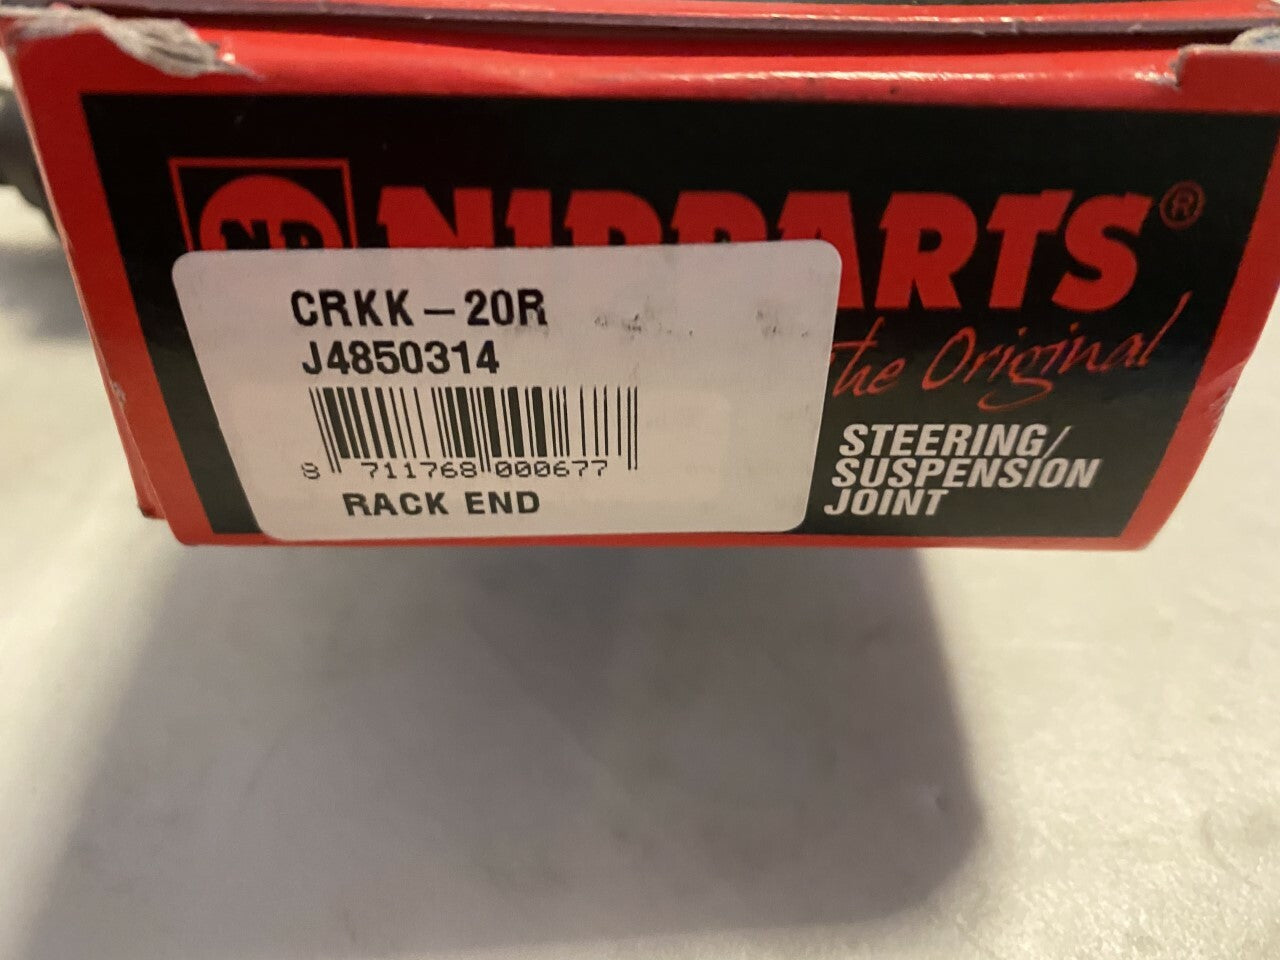 NIPPARTS®
The Original
STEERING/
SUSPENSION
JOINT
CRKK-20R
J4850314
8 711768 000677
RACK END